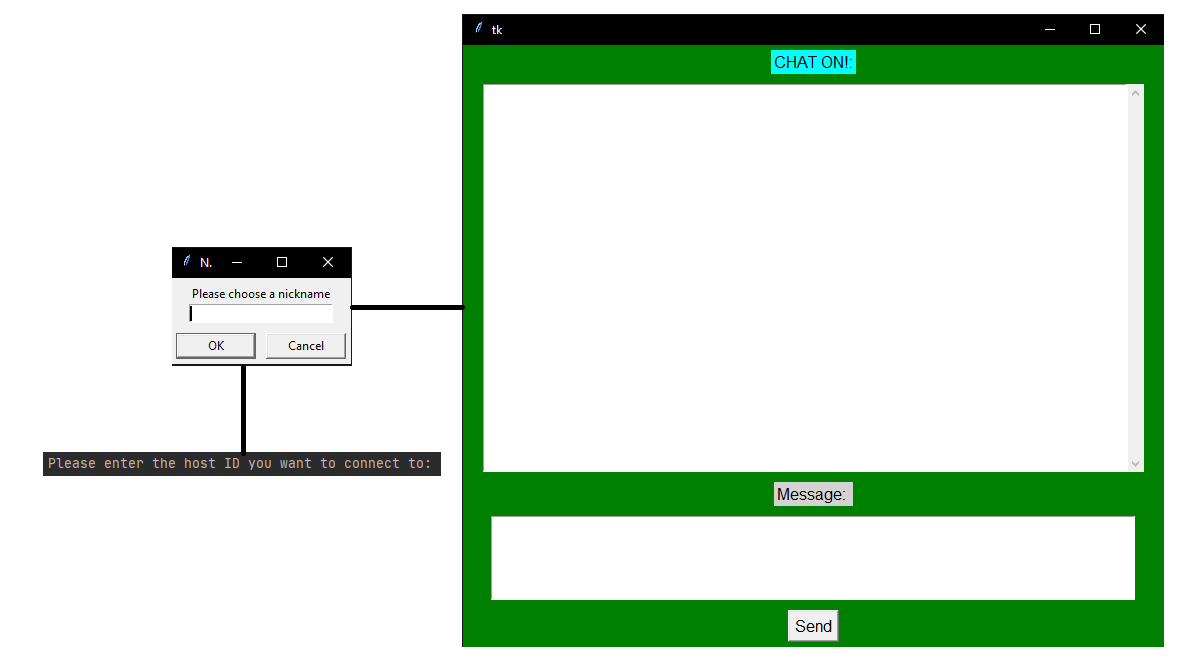 tk
CHAT ON!:
N.
Please choose a nickname
OK
Cancel
Please enter the host ID you want to connect to:
Message:
Send